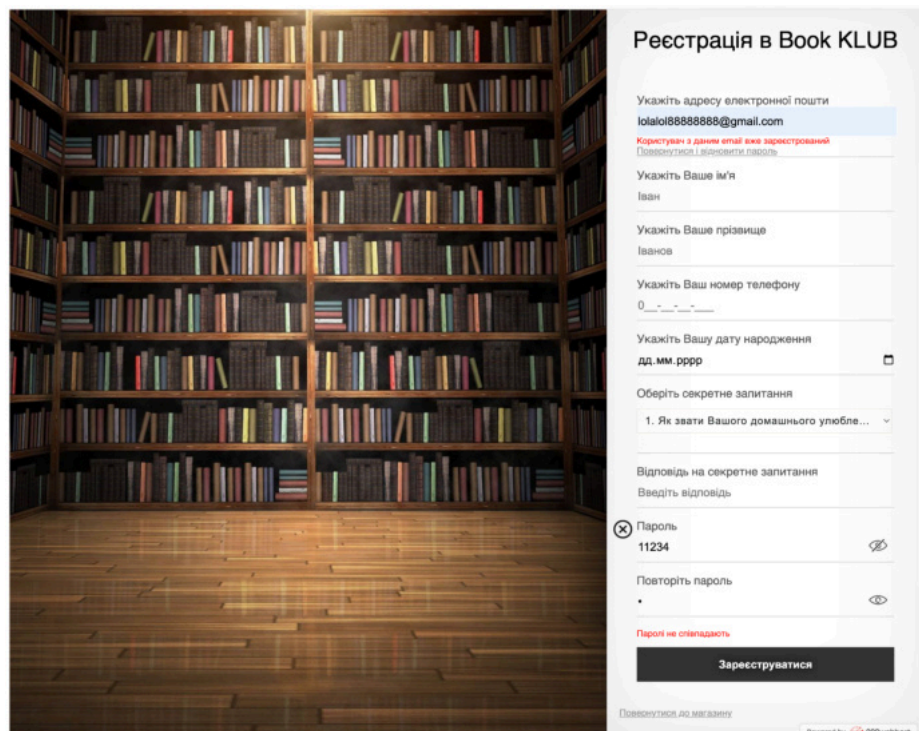 Реєстрація в Book KLUB
Укажіть адресу електронної пошти
lolalol88888888@gmail.com
Користувач з даним email вже зареєстрований
Повернутися і відновити пароль
Укажіть Ваше ім'я
Іван
Укажіть Ваше прізвище
Іванов
Укажіть Ваш номер телефону
0__-__-__-___
Укажіть Вашу дату народження
дд.мм.рррр
Оберіть секретне запитання
1. Як звати Вашого домашнього улюбле...
Відповідь на секретне запитання
Введіть відповідь
Пароль
11234
Повторіть пароль
•
Паролі не співпадають
Зареєструватися
Повернутися до магазину